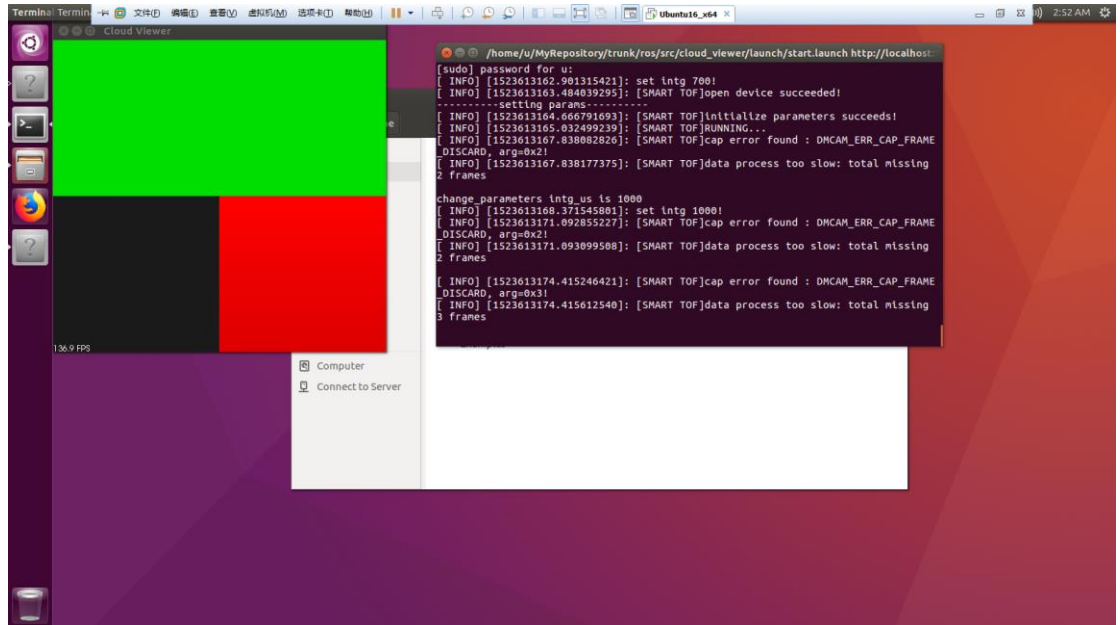 Termina Termin 文件(F) 编辑(E) 查看(V) 虚拟机(M) 选项卡(T) 帮助(H) Ubuntu16_x64 2:52 AM
Cloud Viewer
136.9 FPS
/home/u/MyRepository/trunk/ros/src/cloud_viewer/launch/start.launch http://localhost:
[sudo] password for u:
[ INFO] [1523613162.901315421]: set intg 700!
[ INFO] [1523613163.484039295]: [SMART TOF]open device succeeded!
----------setting params----------
[ INFO] [1523613164.666791693]: [SMART TOF]initialize parameters succeeds!
[ INFO] [1523613165.032499239]: [SMART TOF]RUNNING...
[ INFO] [1523613167.838082826]: [SMART TOF]cap error found : DMCAM_ERR_CAP_FRAME
_DISCARD, arg=0x2!
[ INFO] [1523613167.838177375]: [SMART TOF]data process too slow: total missing
2 frames
change_parameters intg_us is 1000
[ INFO] [1523613168.371545801]: set intg 1000!
[ INFO] [1523613171.092855227]: [SMART TOF]cap error found : DMCAM_ERR_CAP_FRAME
_DISCARD, arg=0x2!
[ INFO] [1523613171.093099508]: [SMART TOF]data process too slow: total missing
2 frames
[ INFO] [1523613174.415246421]: [SMART TOF]cap error found : DMCAM_ERR_CAP_FRAME
_DISCARD, arg=0x3!
[ INFO] [1523613174.415612540]: [SMART TOF]data process too slow: total missing
3 frames
Computer
Connect to Server